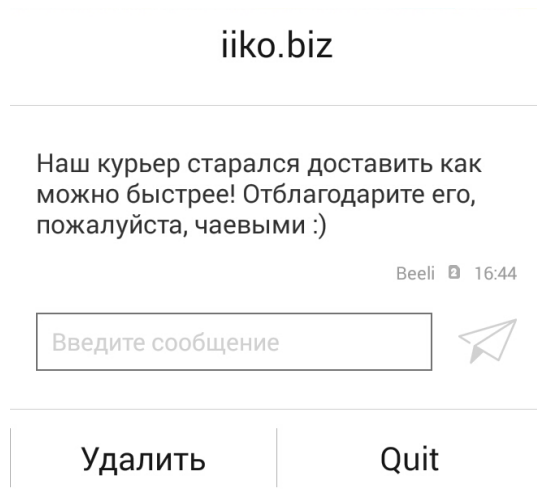 iiko.biz
Наш курьер старался доставить как
можно быстрее! Отблагодарите его,
пожалуйста, чаевыми :)
Beeli 2 16:44
Введите сообщение
Удалить Quit